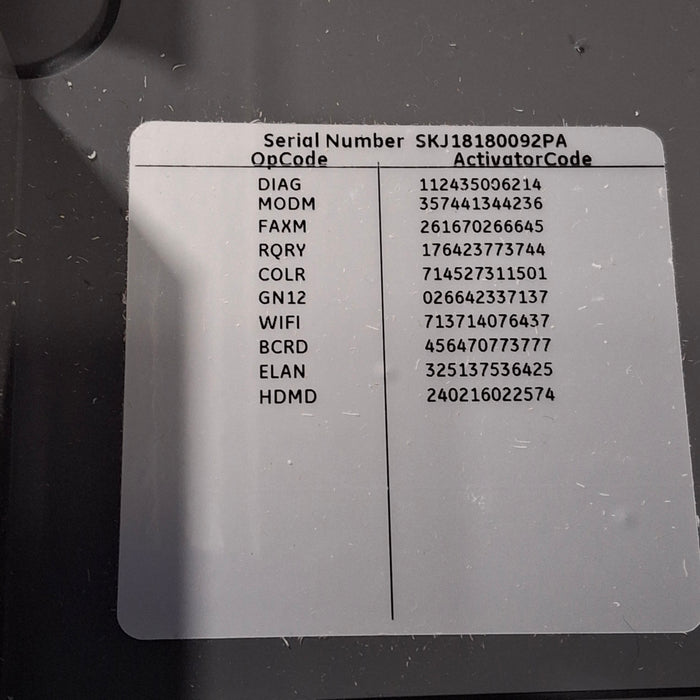 Serial Number SKJ18180092PA
OpCode ActivatorCode
DIAG 112435006214
MODM 357441344236
FAXM 261670266645
RQRY 176423773744
COLR 714527311501
GN12 026642337137
WIFI 713714076437
BCRD 456470773777
ELAN 325137536425
HDMD 240216022574